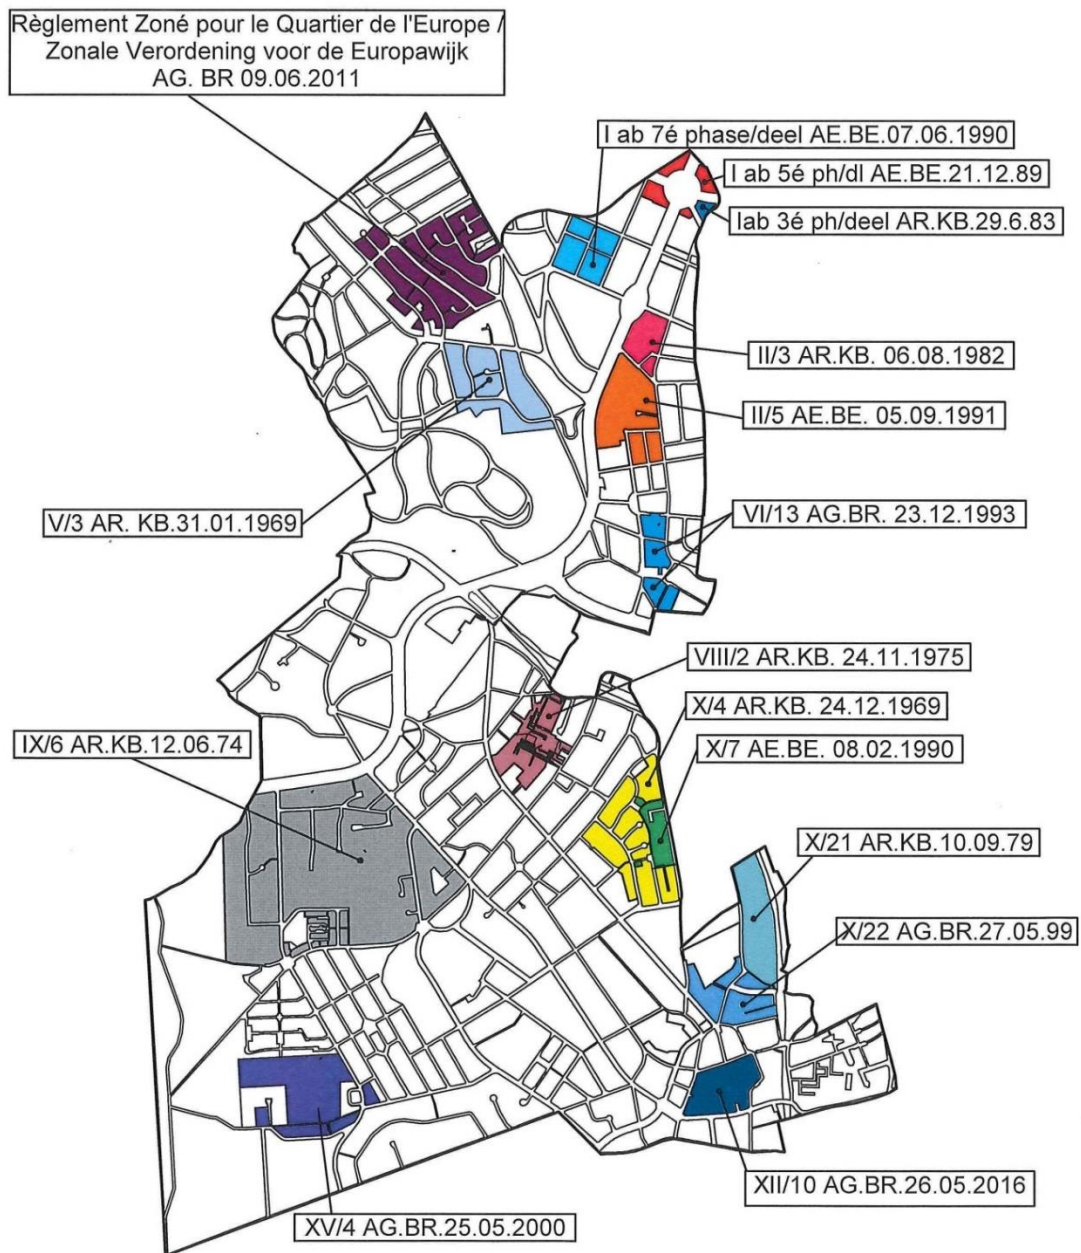 Règlement Zoné pour le Quartier de l'Europe /
Zonale Verordening voor de Europawijk
AG. BR 09.06.2011
I ab 7é phase/deel AE.BE.07.06.1990
I ab 5é ph/dl AE.BE.21.12.89
Iab 3é ph/deel AR.KB.29.6.83
II/3 AR.KB. 06.08.1982
II/5 AE.BE. 05.09.1991
V/3 AR. KB.31.01.1969
VI/13 AG.BR. 23.12.1993
VIII/2 AR.KB. 24.11.1975
X/4 AR.KB. 24.12.1969
IX/6 AR.KB.12.06.74
X/7 AE.BE. 08.02.1990
X/21 AR.KB.10.09.79
X/22 AG.BR.27.05.99
XII/10 AG.BR.26.05.2016
XV/4 AG.BR.25.05.2000